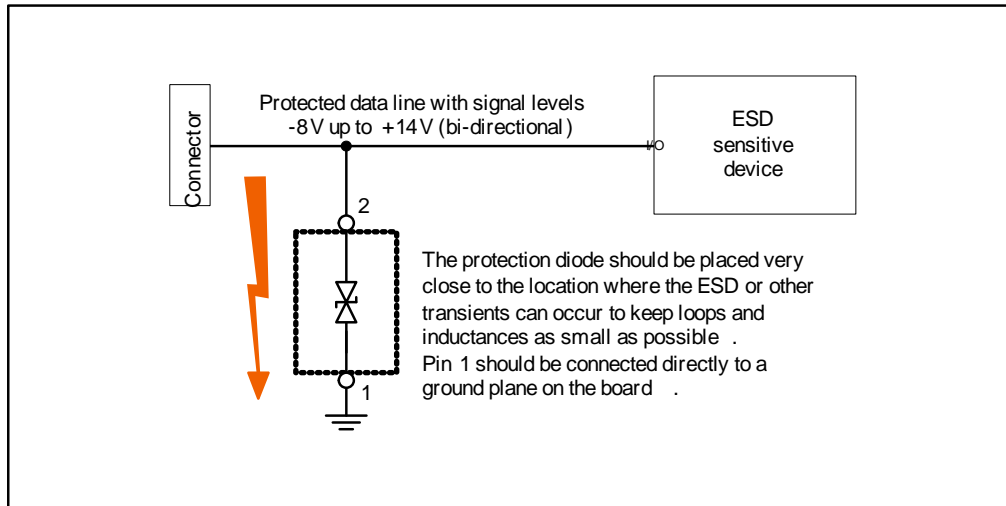 Connector
Protected data line with signal levels
-8V up to +14V (bi-directional)
I/O
ESD
sensitive
device
2
The protection diode should be placed very
close to the location where the ESD or other
transients can occur to keep loops and
inductances as small as possible .
Pin 1 should be connected directly to a
ground plane on the board .
1